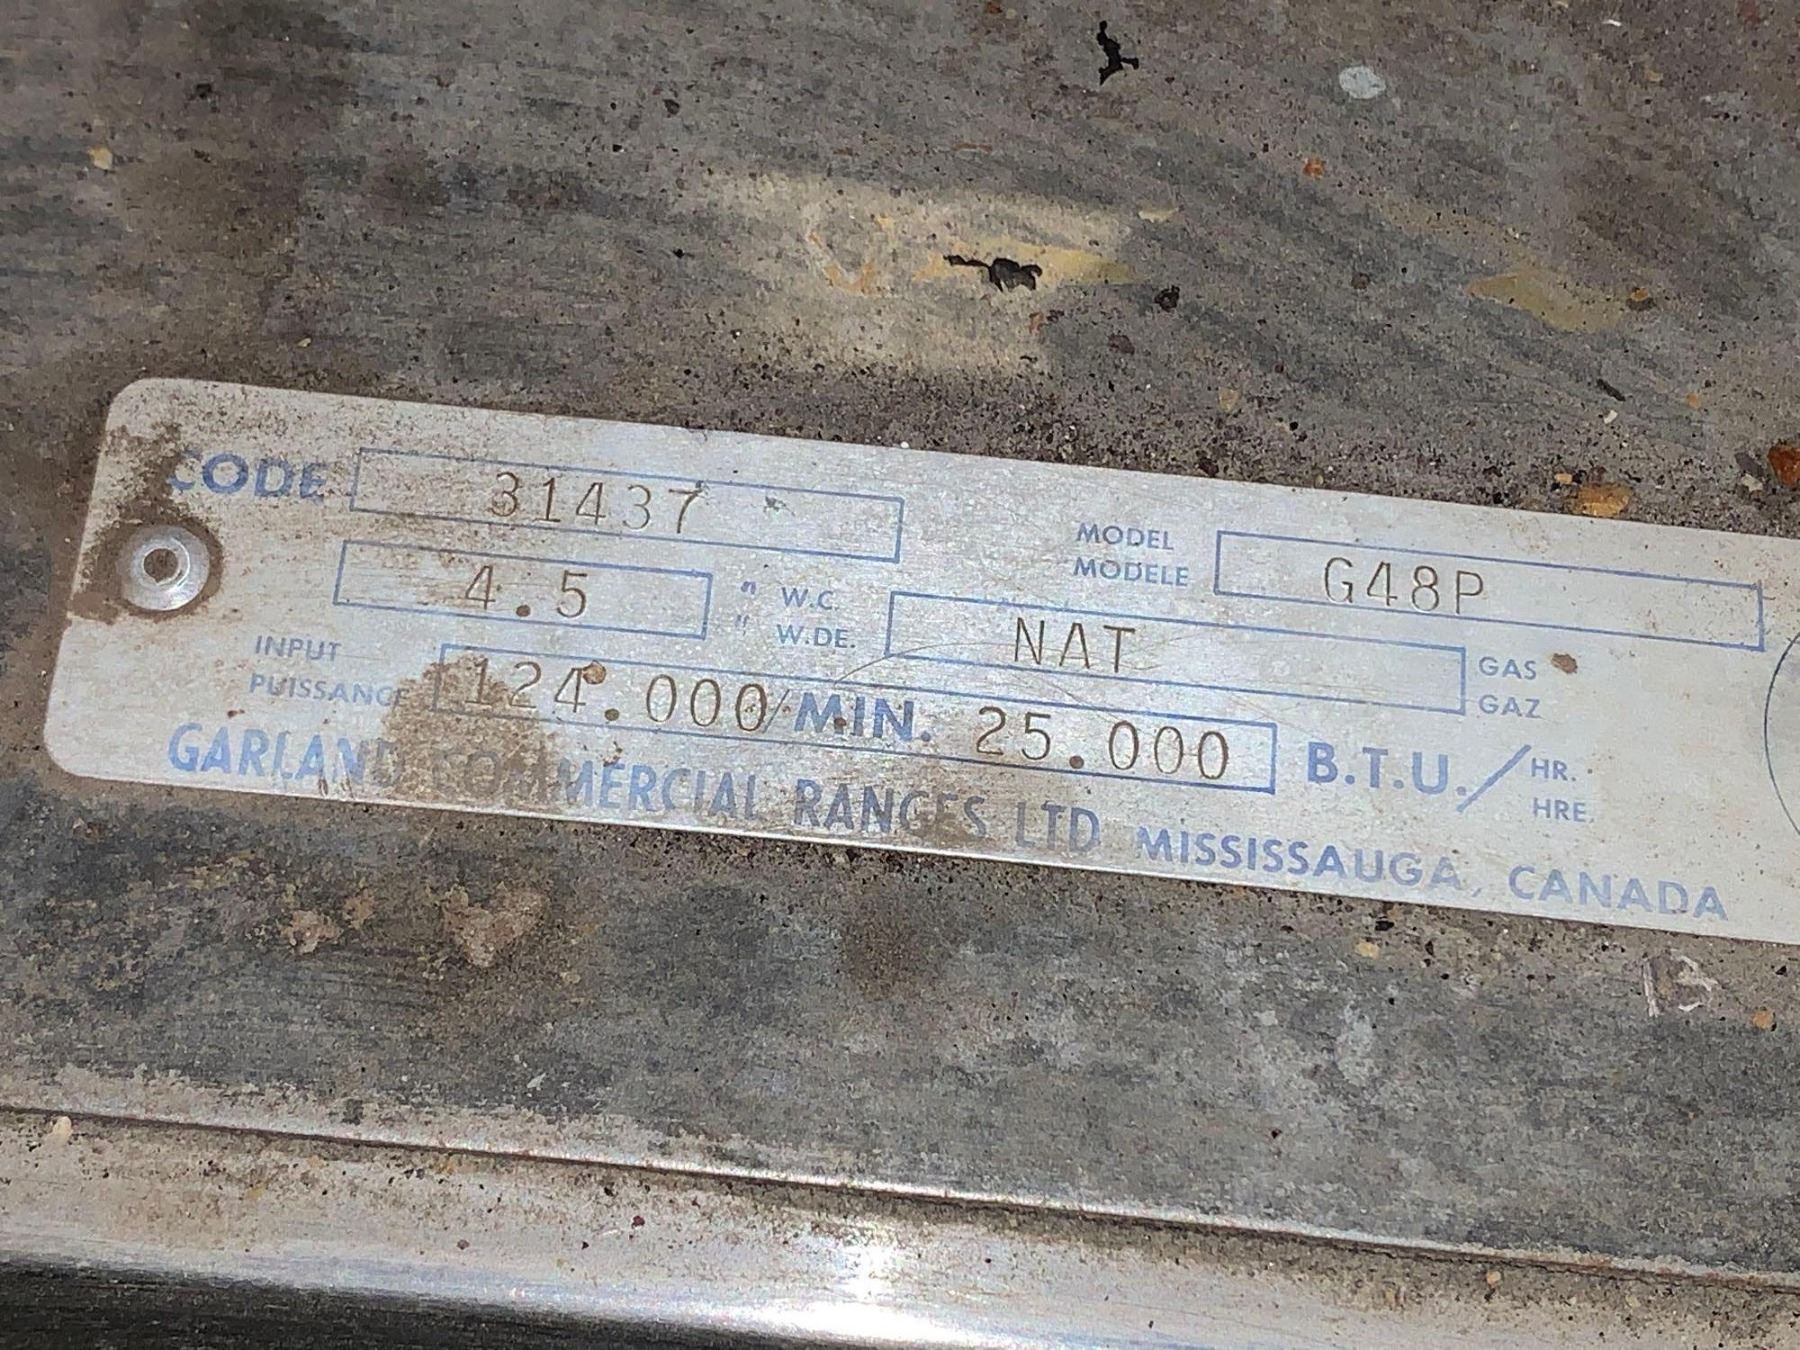 CODE 31437
MODEL
MODELE G48P
4.5 " W.C.
" W.DE.
NAT GAS
GAZ
INPUT
PUISSANCE 124.000/MIN. 25.000 B.T.U./HR.
HRE.
GARLAND COMMERCIAL RANGES LTD MISSISSAUGA, CANADA